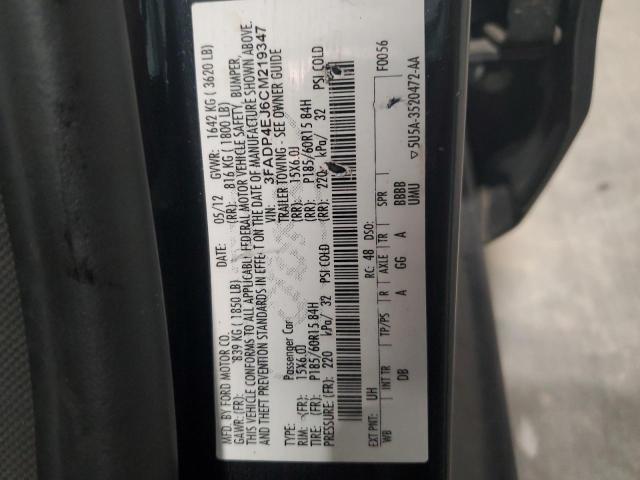 MFD. BY FORD MOTOR CO.
DATE: 05/12 GVWR: 1642 KG ( 3620 LB)
GAWR: (FR): 839 KG ( 1850 LB) (RR): 816 KG ( 1800 LB)
THIS VEHICLE CONFORMS TO ALL APPLICABLE FEDERAL MOTOR VEHICLE SAFETY, BUMPER,
AND THEFT PREVENTION STANDARDS IN EFFECT ON THE DATE OF MANUFACTURE SHOWN ABOVE.
VIN: 3FADP4EJ6CM219347
TYPE: Passenger Car TRAILER TOWING - SEE OWNER GUIDE
RIM: (FR): 15X6.0J (RR): 15X6.0J
TIRE: (FR): P185/60R15 84H (RR): P185/60R15 84H
PRESSURE: (FR): 220 kPa/ 32 PSI COLD (RR): 220 kPa/ 32 PSI COLD
EXT PNT: UH RC: 48 DSO: F0056
WB INT TR TP/PS R AXLE TR SPR
DB A GG A BBBB
UMU
5U5A-3520472-AA